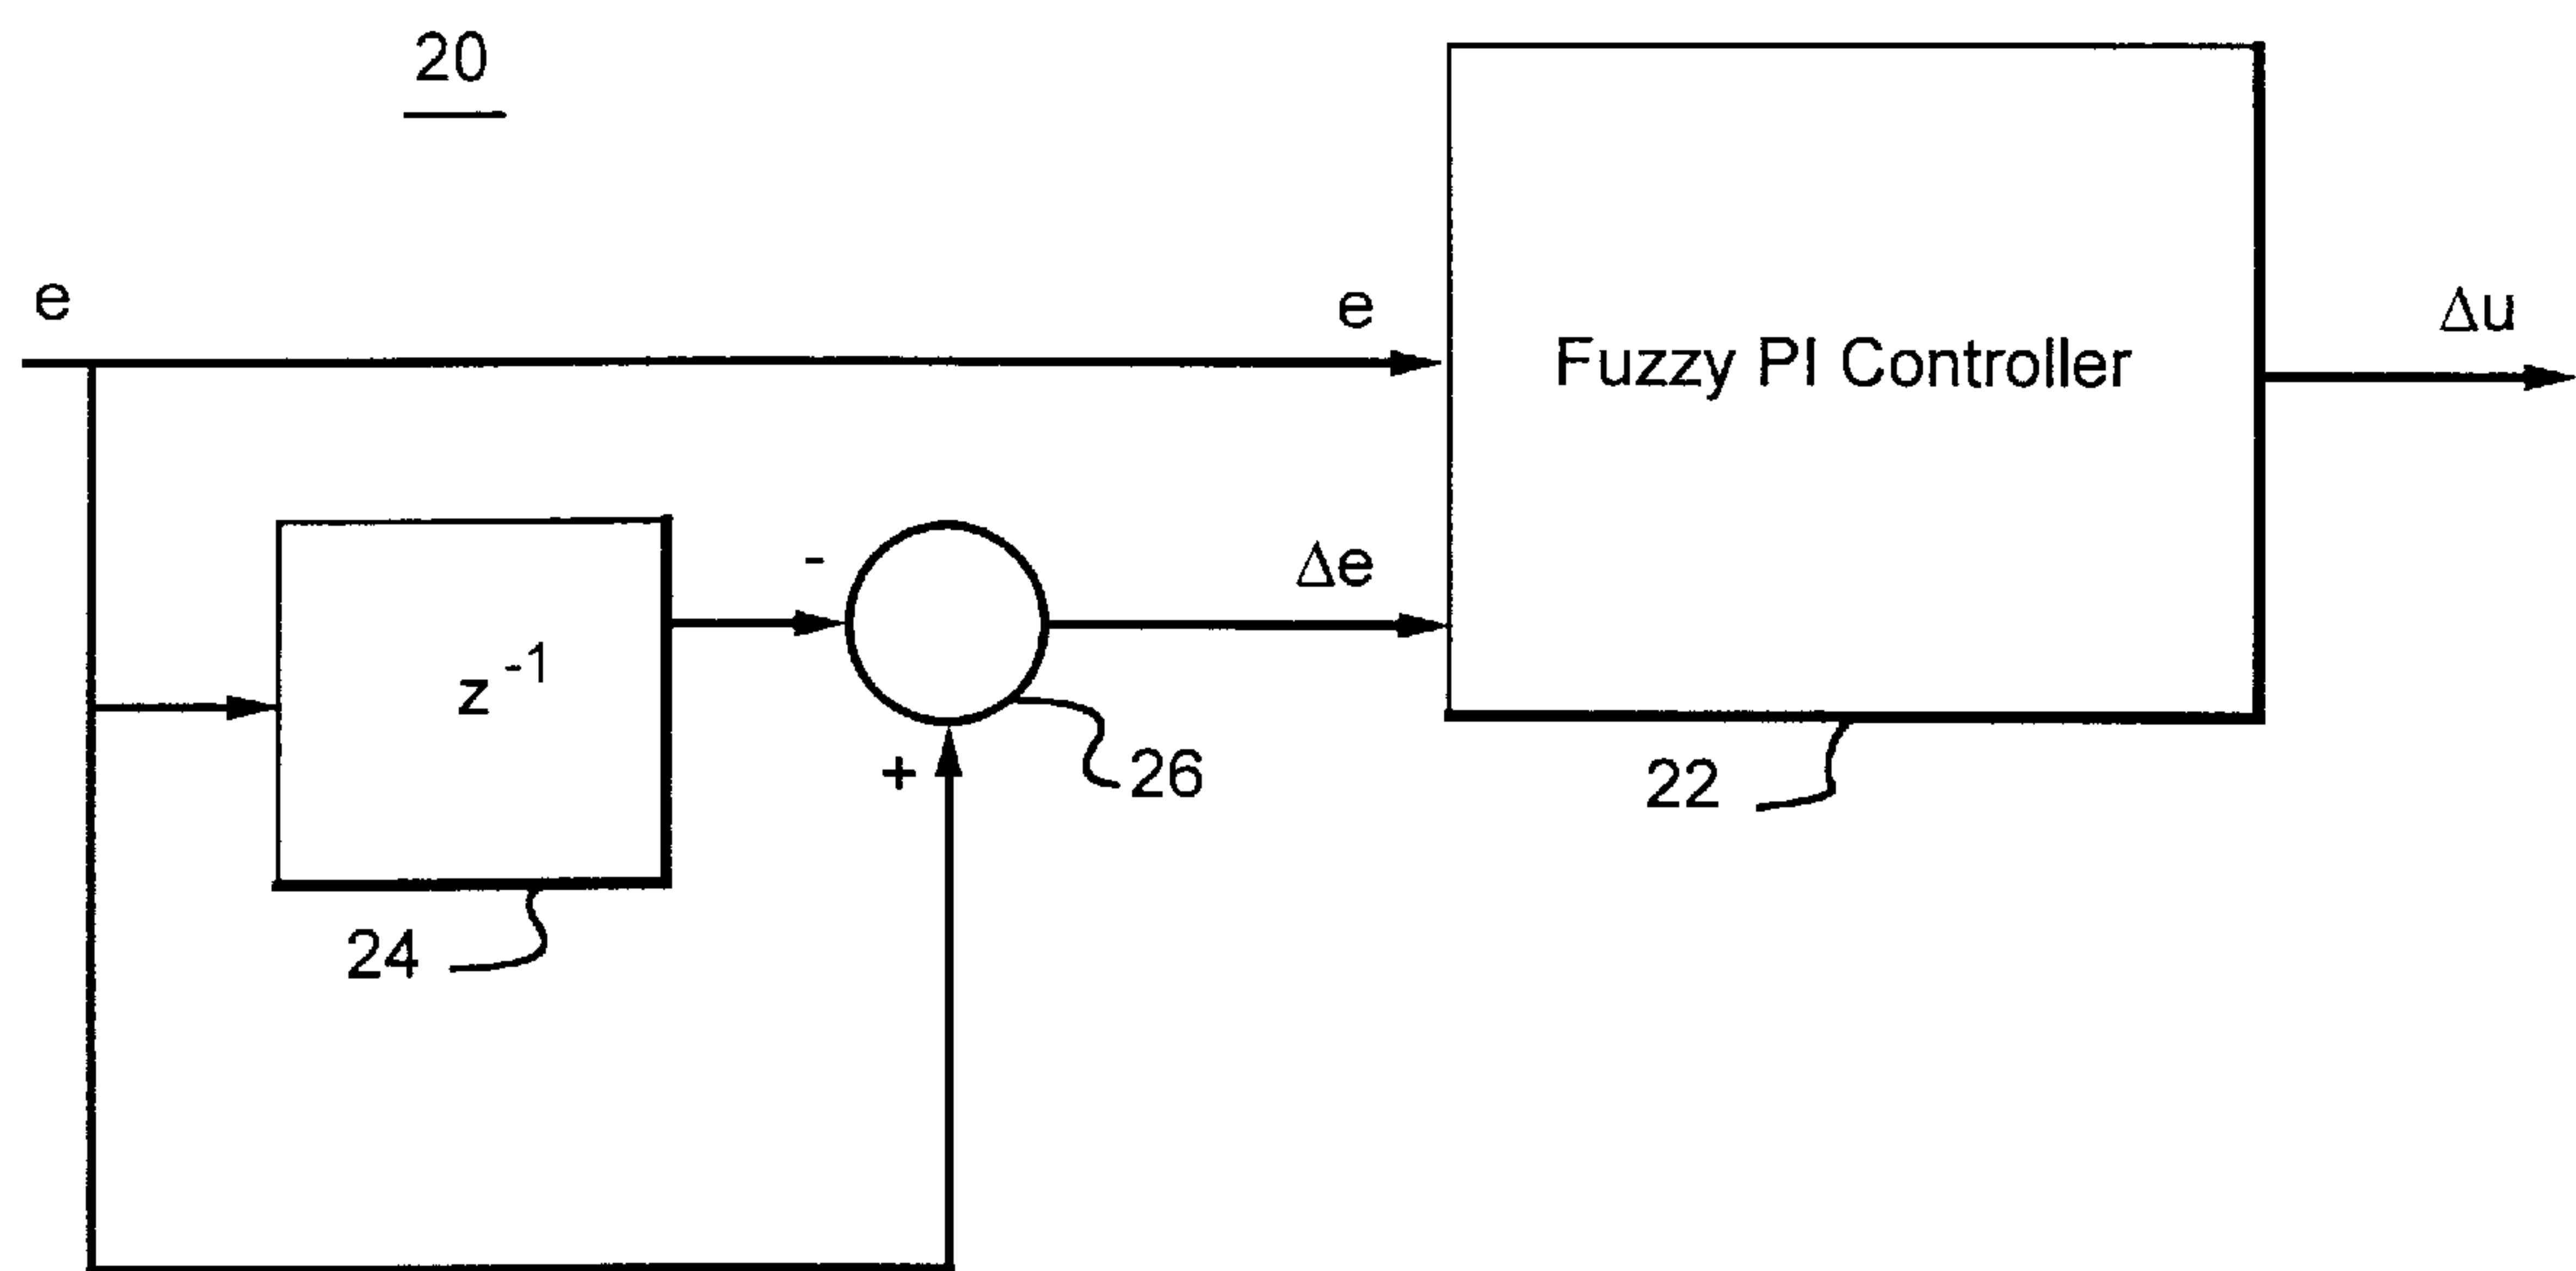 20
e
e
Δu
Fuzzy PI Controller
-
Δe
z⁻¹
+
26
22
24